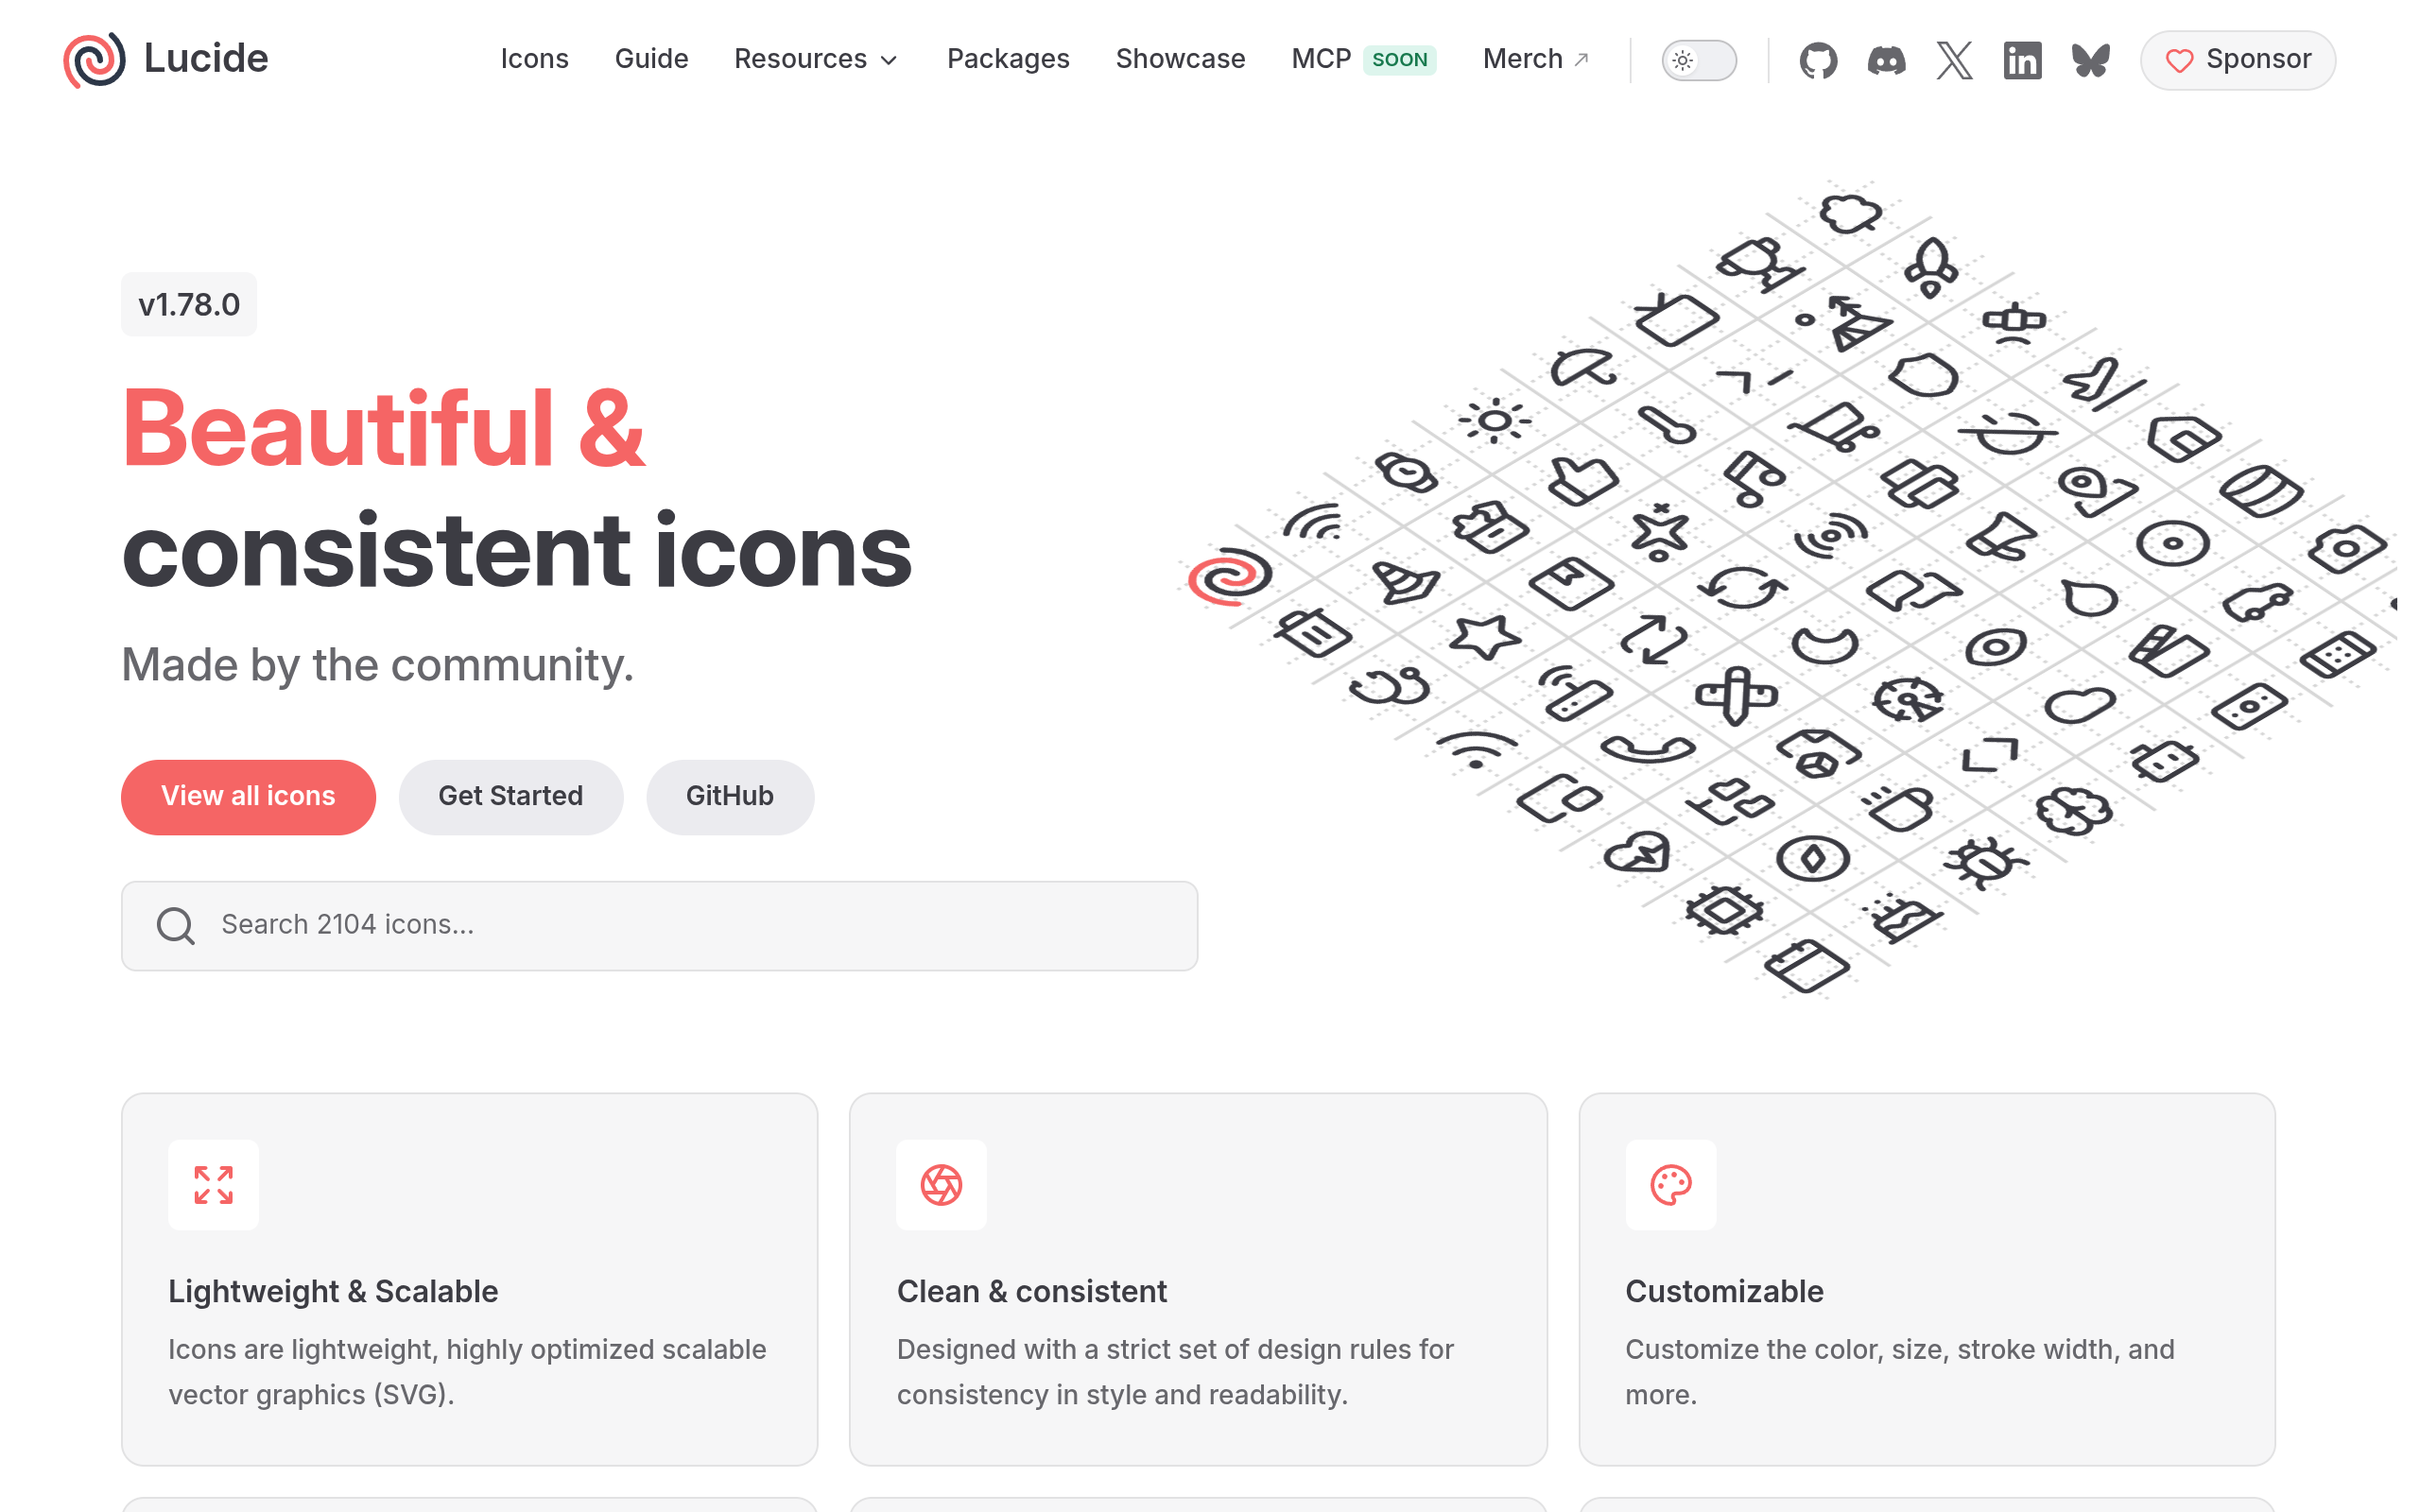 Lucide
Icons Guide Resources Packages Showcase MCP SOON Merch Sponsor
v1.78.0
Beautiful &
consistent icons
Made by the community.
View all icons Get Started GitHub
Search 2104 icons...
Lightweight & Scalable
Icons are lightweight, highly optimized scalable
vector graphics (SVG).
Clean & consistent
Designed with a strict set of design rules for
consistency in style and readability.
Customizable
Customize the color, size, stroke width, and
more.